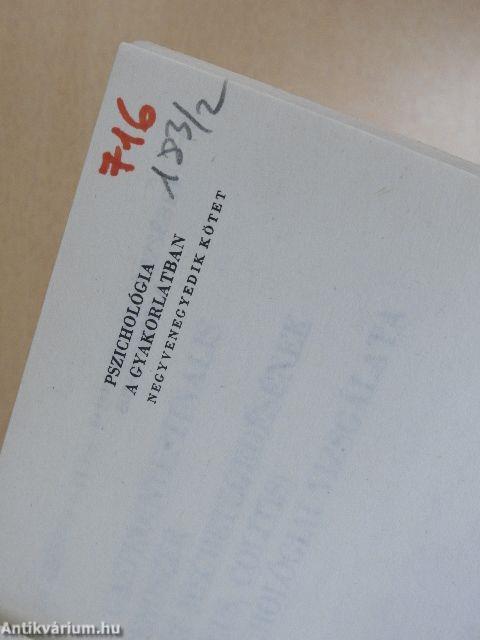 716
183/2
PSZICHOLÓGIA
A GYAKORLATBAN
NEGYVENEGYEDIK KÖTET
Antikvárium.hu